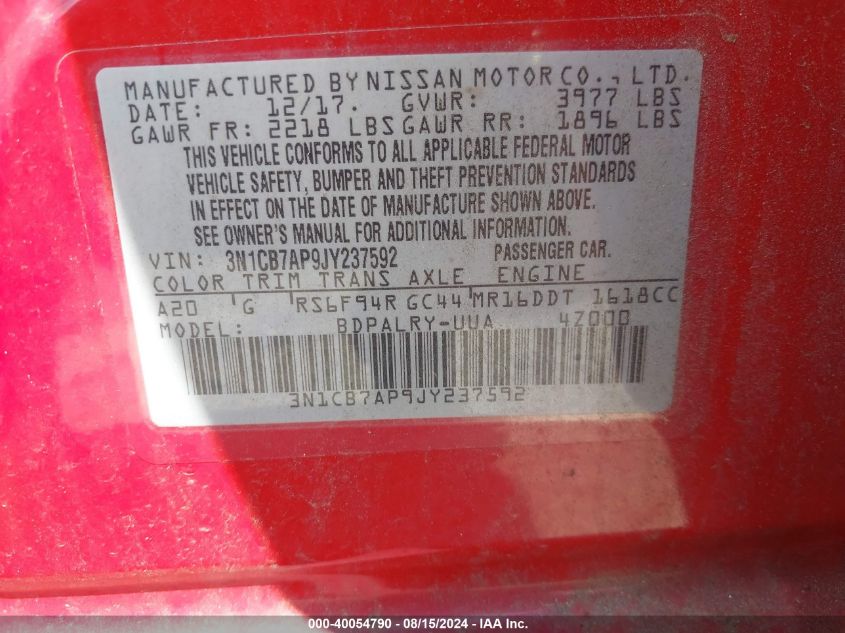 MANUFACTURED BY NISSAN MOTOR CO., LTD.
DATE: 12/17. GVWR: 3977 LBS
GAWR FR: 2218 LBS GAWR RR: 1896 LBS
THIS VEHICLE CONFORMS TO ALL APPLICABLE FEDERAL MOTOR
VEHICLE SAFETY, BUMPER AND THEFT PREVENTION STANDARDS
IN EFFECT ON THE DATE OF MANUFACTURE SHOWN ABOVE.
SEE OWNER'S MANUAL FOR ADDITIONAL INFORMATION.
VIN: 3N1CB7AP9JY237592 PASSENGER CAR.
COLOR TRIM TRANS AXLE ENGINE
A20 G RS6F94R GC44 MR16DDT 1618CC
MODEL: BDPALRY-UUA 4Z000
3N1CB7AP9JY237592
000-40054790 - 08/15/2024 - IAA Inc.